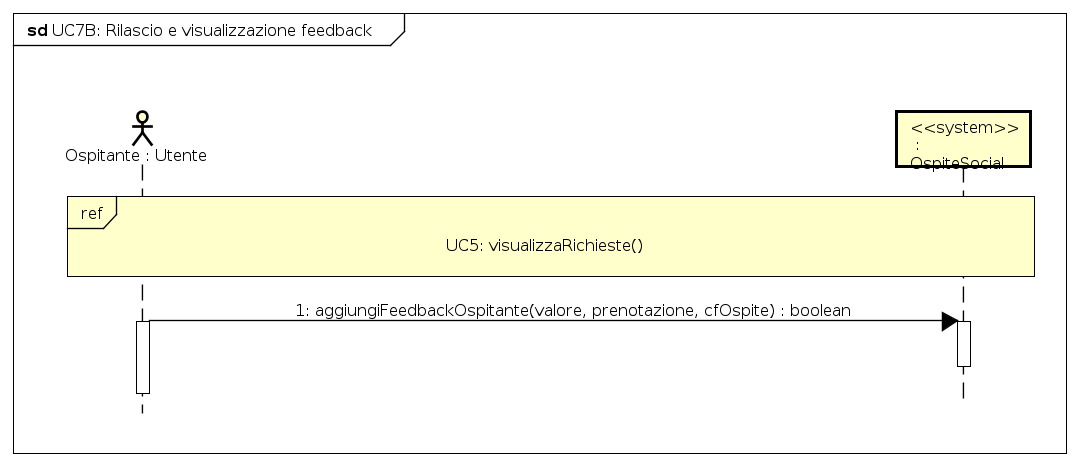 sd UC7B: Rilascio e visualizzazione feedback
Ospitante : Utente
<<system>>
:
OspiteSocial
ref
UC5: visualizzaRichieste()
1: aggiungiFeedbackOspitante(valore, prenotazione, cfOspite) : boolean